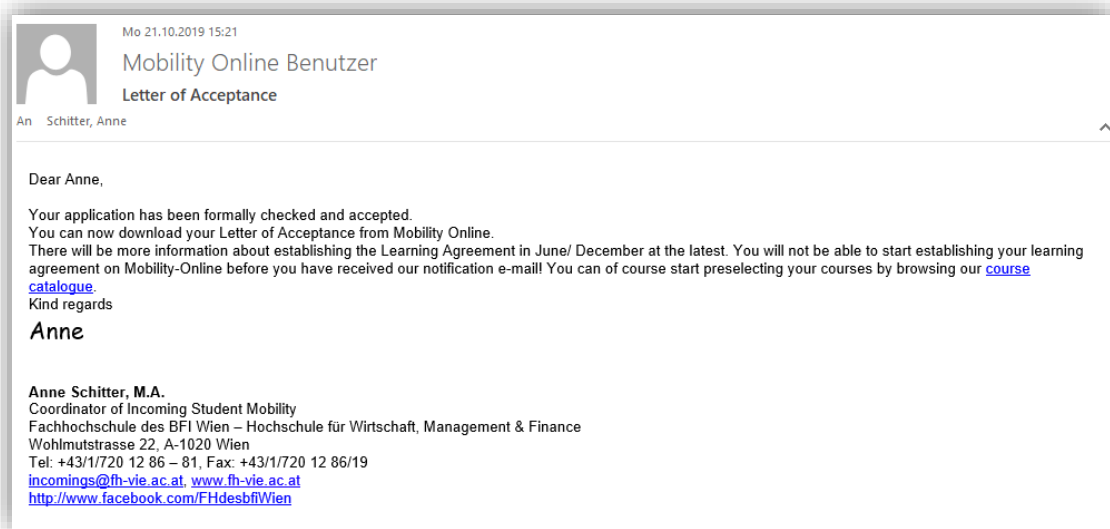 Mo 21.10.2019 15:21
Mobility Online Benutzer
Letter of Acceptance
An Schitter, Anne
Dear Anne,
Your application has been formally checked and accepted.
You can now download your Letter of Acceptance from Mobility Online.
There will be more information about establishing the Learning Agreement in June/ December at the latest. You will not be able to start establishing your learning
agreement on Mobility-Online before you have received our notification e-mail! You can of course start preselecting your courses by browsing our course
catalogue.
Kind regards
Anne
Anne Schitter, M.A.
Coordinator of Incoming Student Mobility
Fachhochschule des BFI Wien – Hochschule für Wirtschaft, Management & Finance
Wohlmutstrasse 22, A-1020 Wien
Tel: +43/1/720 12 86 – 81, Fax: +43/1/720 12 86/19
incomings@fh-vie.ac.at, www.fh-vie.ac.at
http://www.facebook.com/FHdesbfiWien